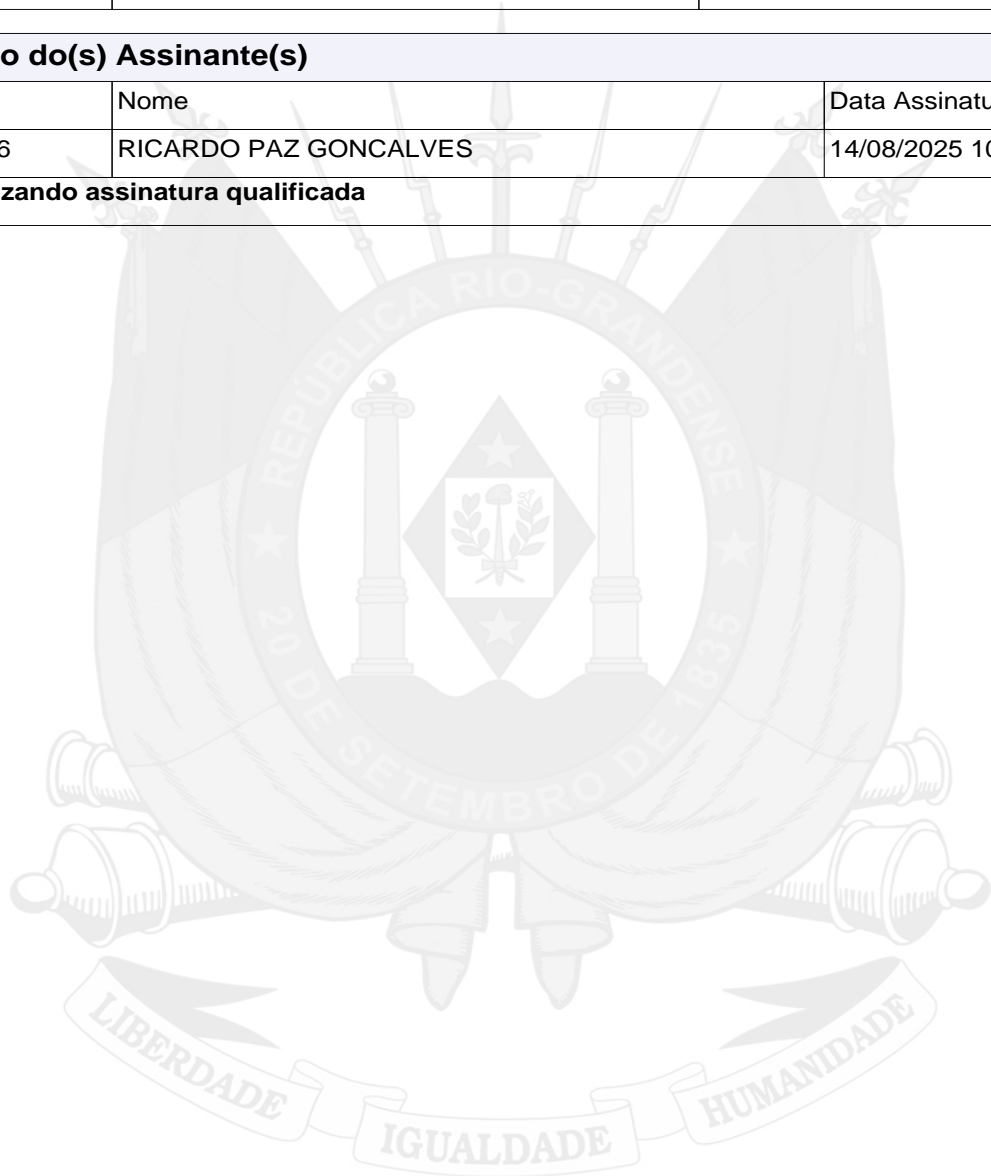 o do(s) Assinante(s)
Nome Data Assinatu
6 RICARDO PAZ GONCALVES 14/08/2025 10
zando assinatura qualificada
REPÚBLICA RIO-GRANDENSE
★ 20 DE SETEMBRO DE 1835 ★
LIBERDADE IGUALDADE HUMANIDADE